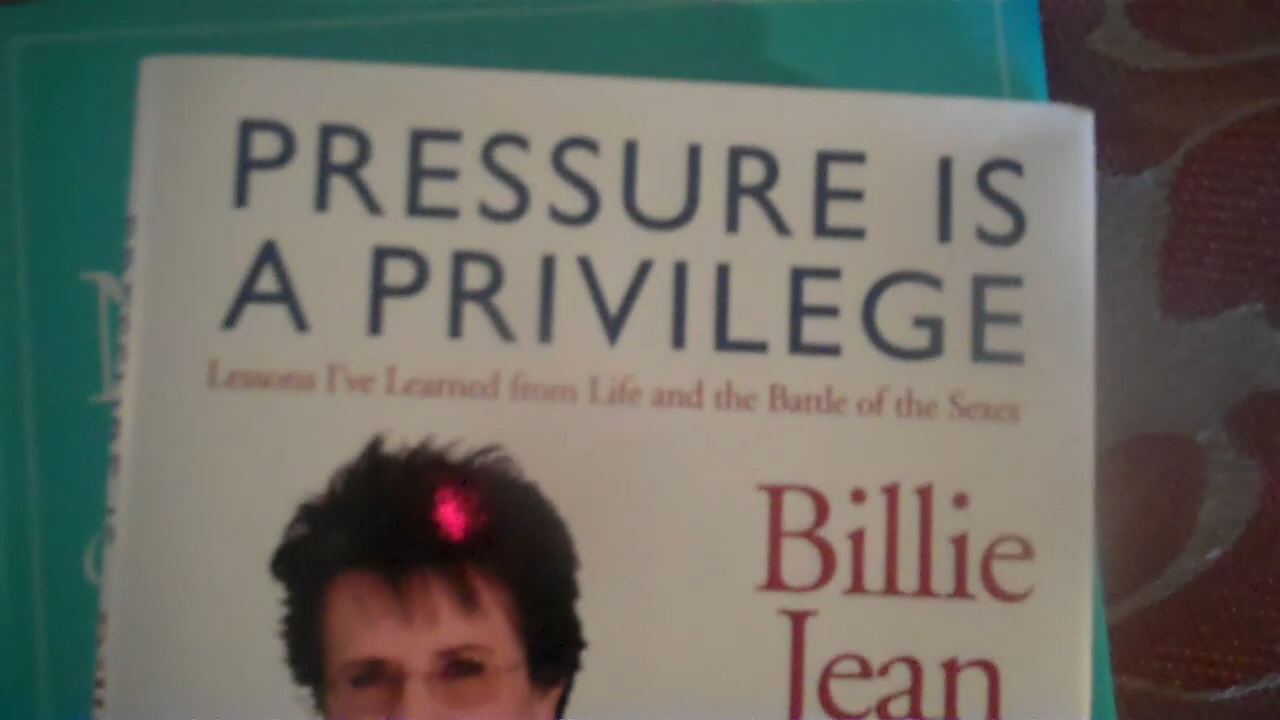 PRESSURE IS
A PRIVILEGE
Lessons I've Learned from Life and the Battle of the Sexes
Billie
Jean